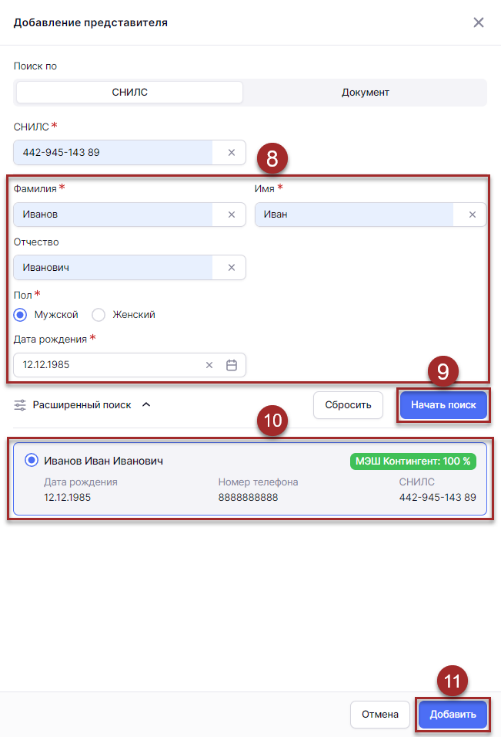 Добавление представителя
Поиск по
СНИЛС Документ
СНИЛС *
442-945-143 89
8
Фамилия * Имя *
Иванов Иван
Отчество
Иванович
Пол *
Мужской Женский
Дата рождения *
12.12.1985
9
Расширенный поиск Сбросить Начать поиск
10
Иванов Иван Иванович МЭШ Контингент: 100 %
Дата рождения Номер телефона СНИЛС
12.12.1985 8888888888 442-945-143 89
11
Отмена Добавить